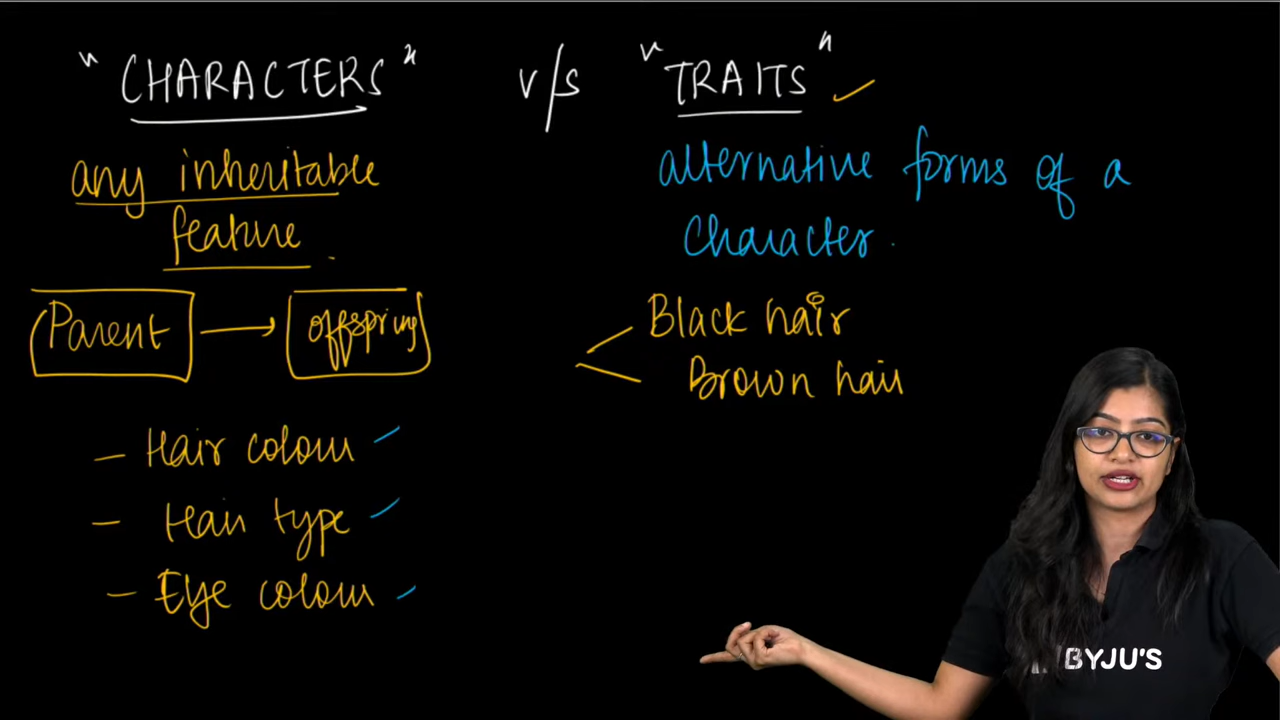 "CHARACTERS" v/s "TRAITS"
any inheritable
feature.
alternative forms of a
character.
Parent → offspring
Black hair
Brown hair
- Hair colour
- Hair type
- Eye colour
BYJU'S